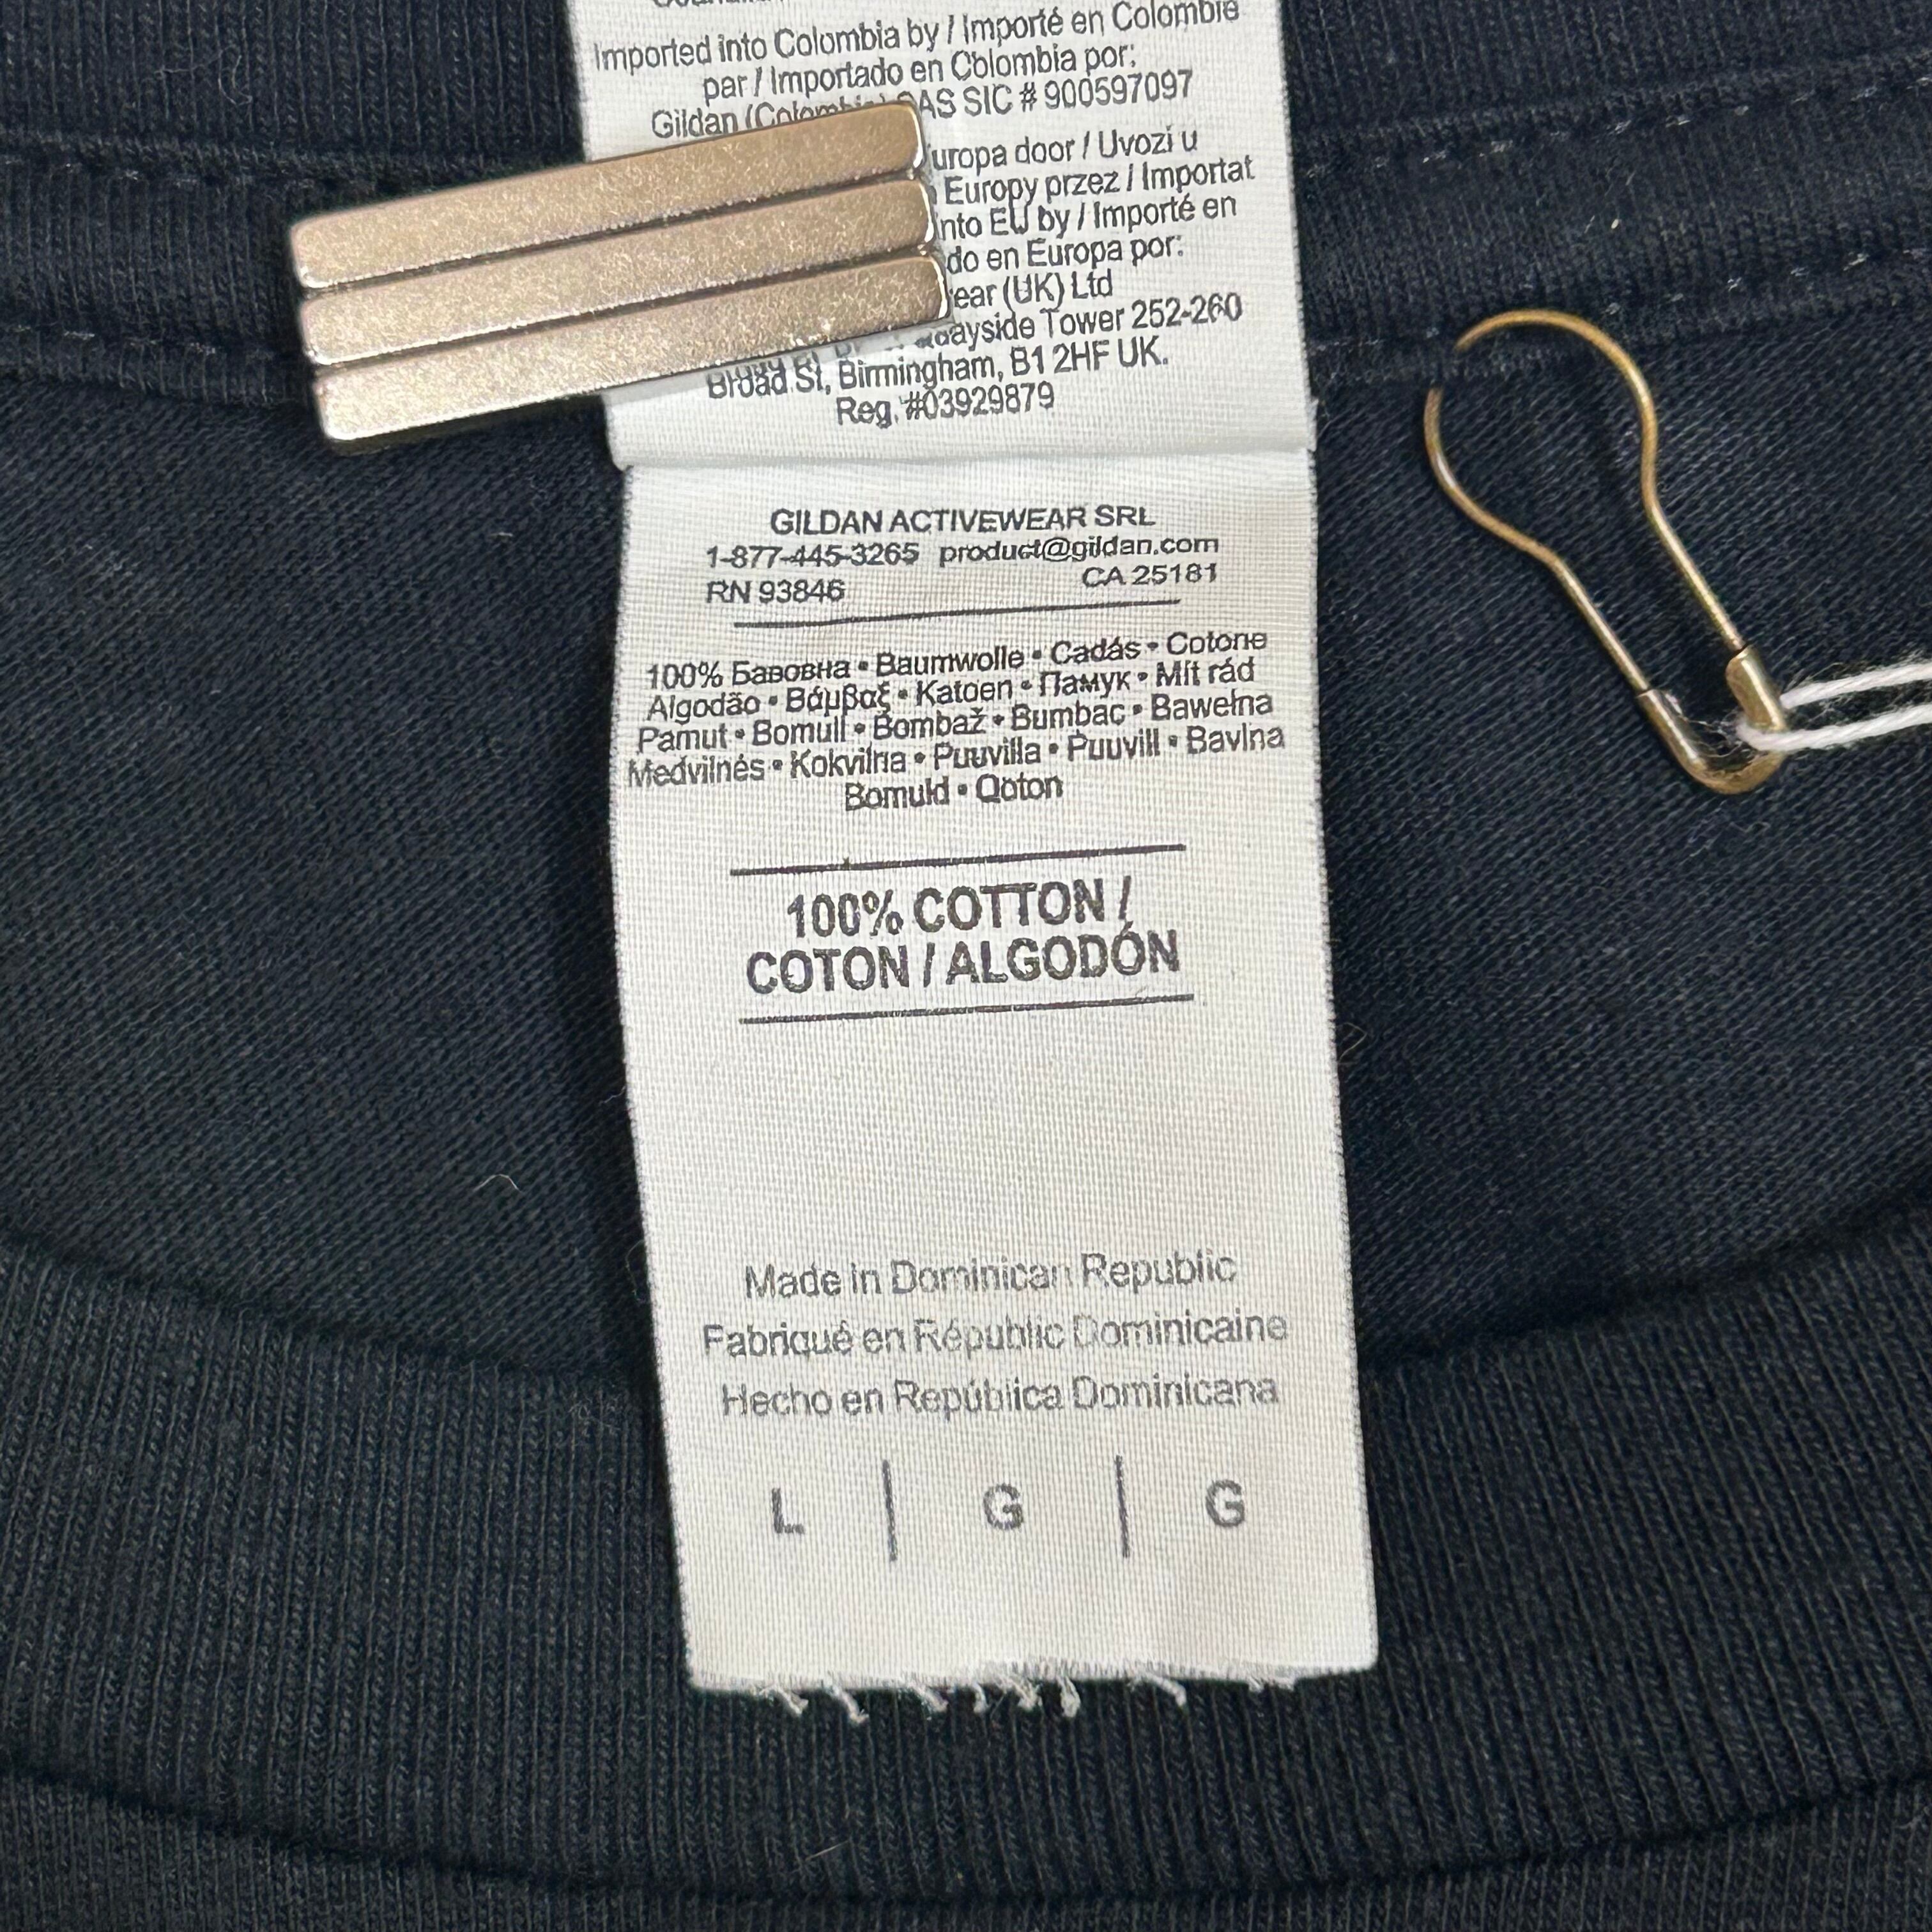 Imported into Colombia by / Importé en Colombie
par / Importado en Colombia por:
Gildan (Colombia) SAS SIC # 900597097
Europa door / Uvozi u
Europy przez / Importat
into EU by / Importé en
do en Europa por:
ear (UK) Ltd
Quayside Tower 252-260
Broad St, Birmingham, B1 2HF UK.
Reg. #03929879
GILDAN ACTIVEWEAR SRL
1-877-445-3265 product@gildan.com
RN 93846 CA 25181
100% Бавовна • Baumwolle • Cadás • Cotone
Algodão • Βάμβαξ • Katoen • Памук • Mít rád
Pamut • Bomull • Bombaž • Bumbac • Bawełna
Medvilnės • Kokvilna • Puuvilla • Puuvill • Bavlna
Bomuld • Qoton
100% COTTON /
COTON / ALGODÓN
Made in Dominican Republic
Fabriqué en Républic Dominicaine
Hecho en República Dominicana
L | G | G